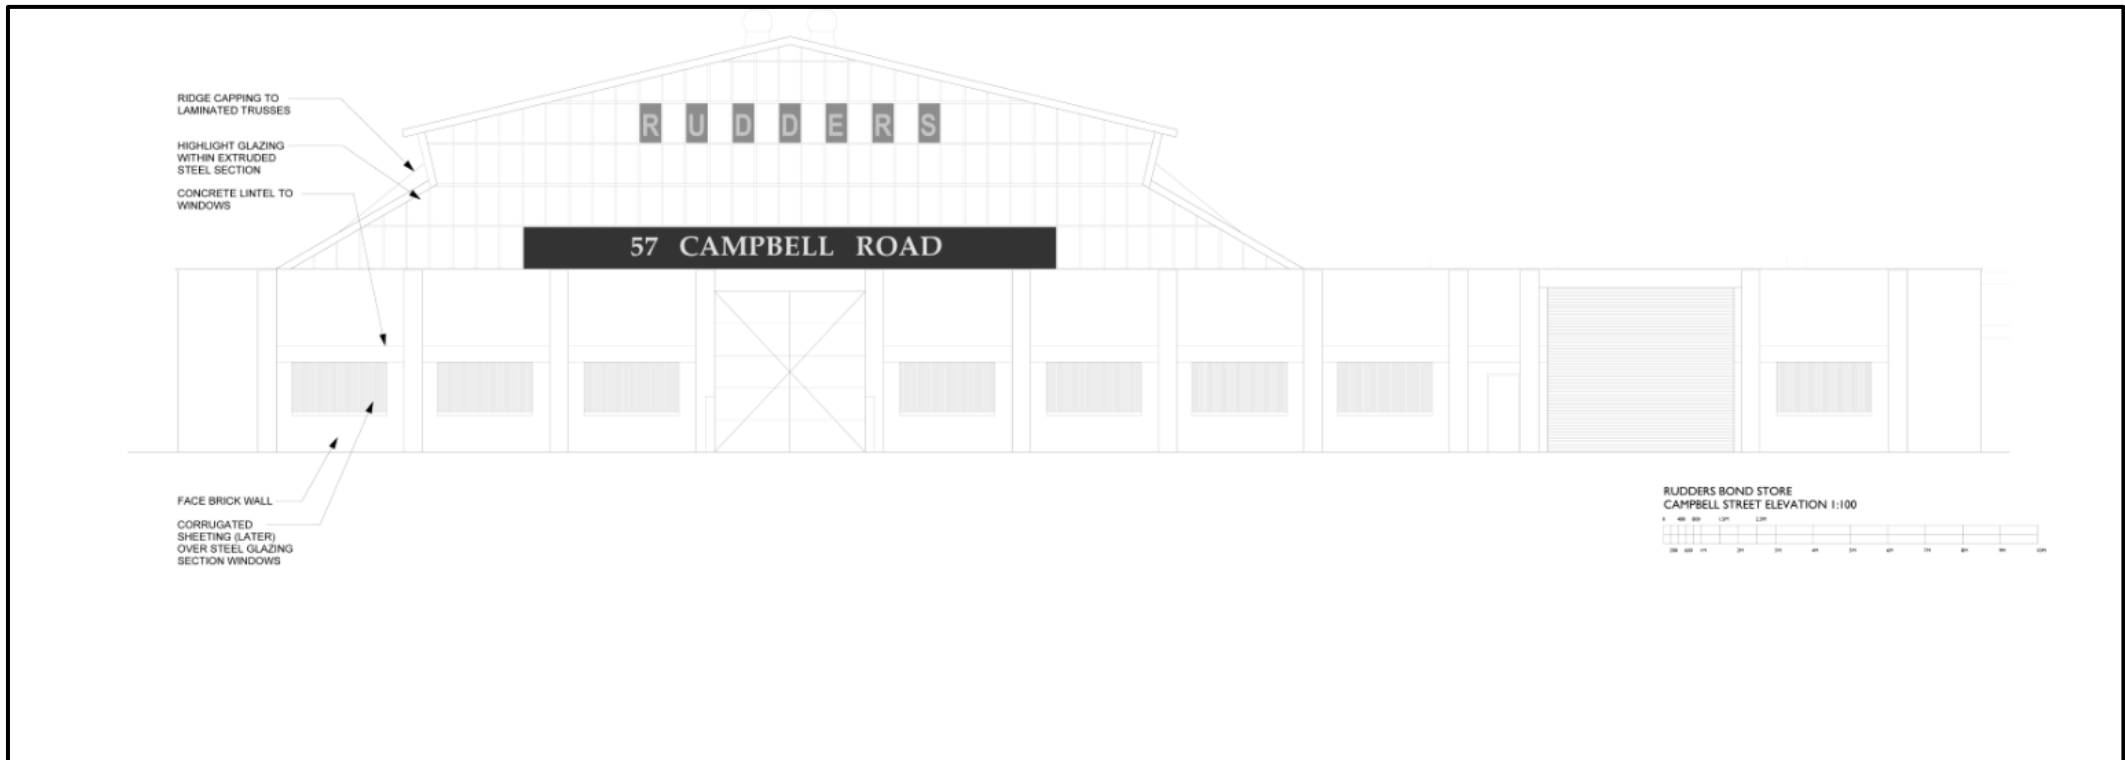 RIDGE CAPPING TO
LAMINATED TRUSSES
HIGHLIGHT GLAZING
WITHIN EXTRUDED
STEEL SECTION
CONCRETE LINTEL TO
WINDOWS
RUDDERS
57 CAMPBELL ROAD
FACE BRICK WALL
CORRUGATED
SHEETING (LATER)
OVER STEEL GLAZING
SECTION WINDOWS
RUDDERS BOND STORE
CAMPBELL STREET ELEVATION 1:100